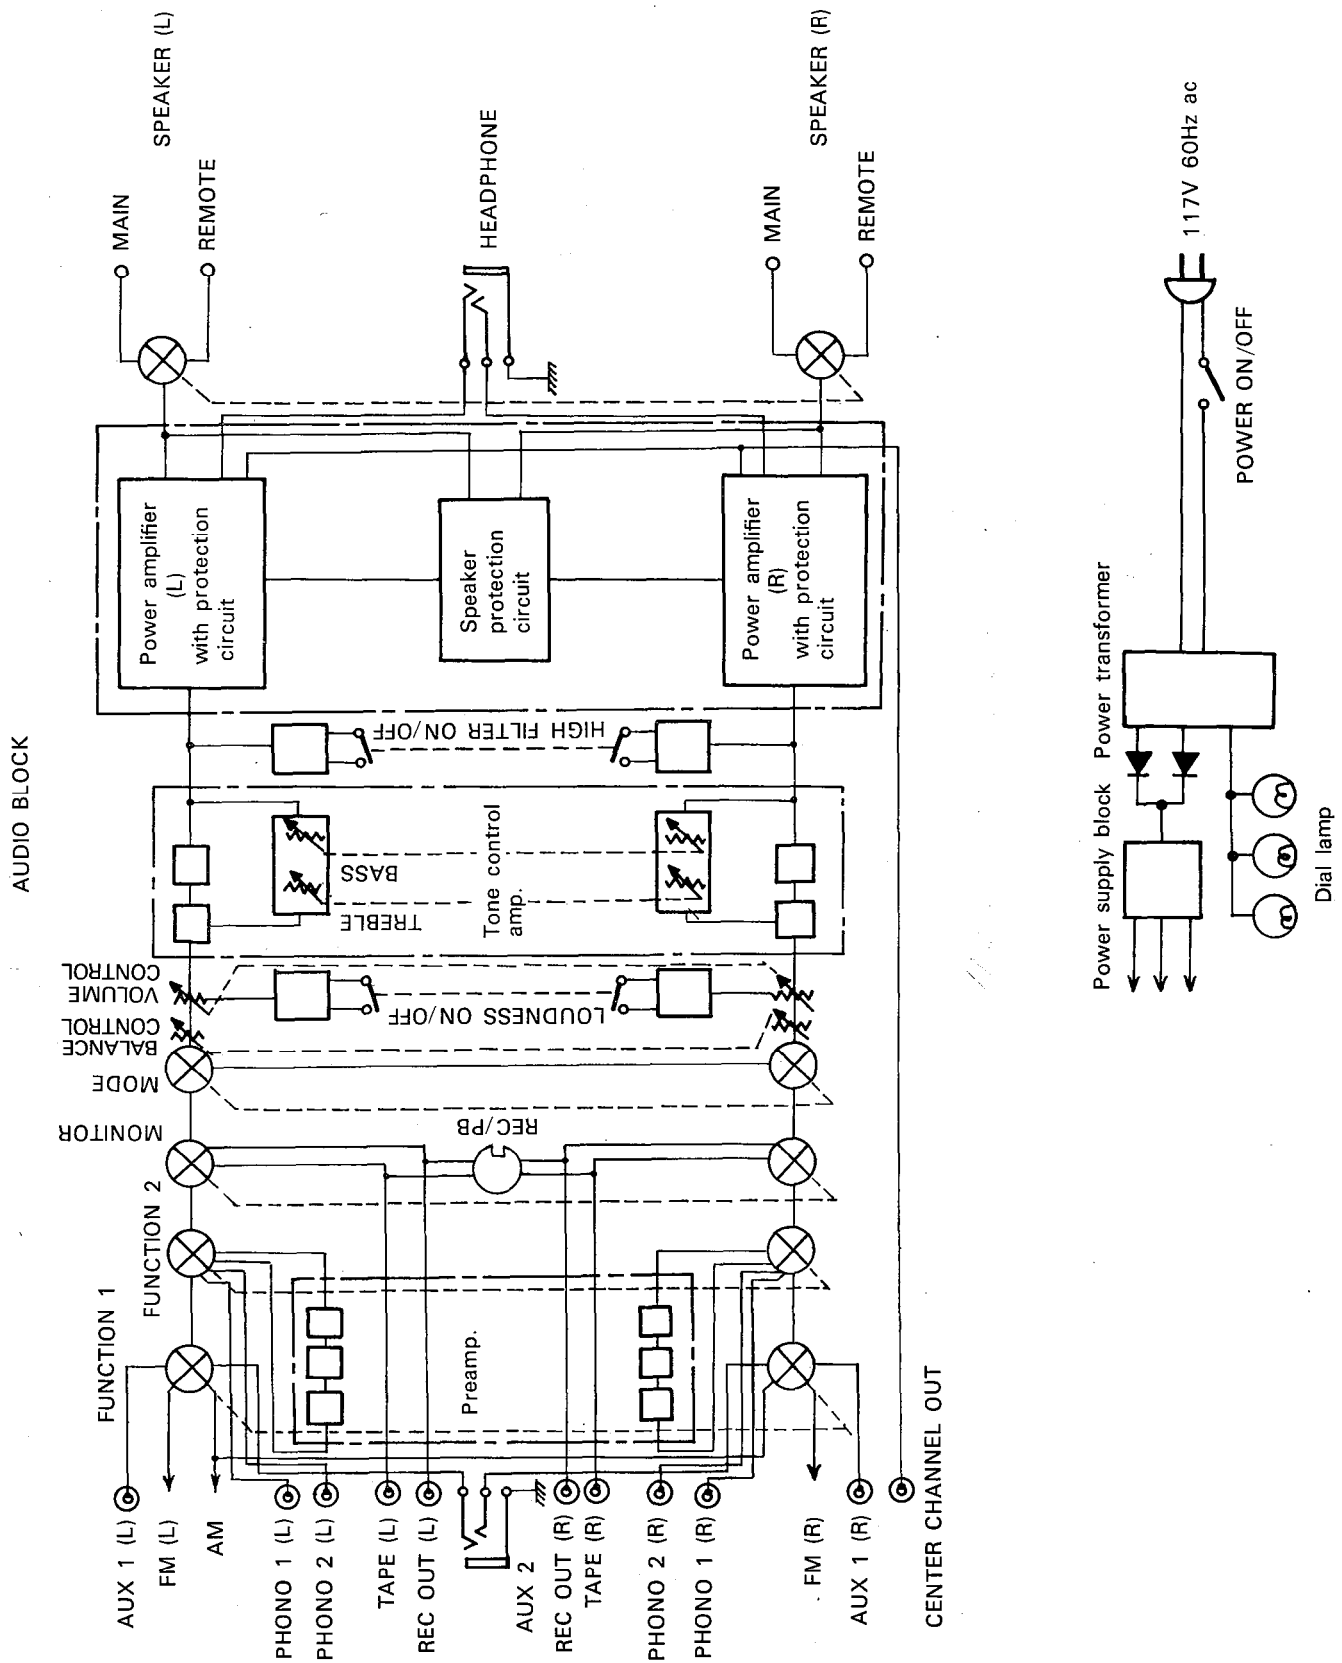 AUDIO BLOCK
SPEAKER (L)
MAIN
REMOTE
HEADPHONE
SPEAKER (R)
MAIN
REMOTE
Power amplifier
(L)
with protection
circuit
Speaker
protection
circuit
Power amplifier
(R)
with protection
circuit
HIGH FILTER ON/OFF
BASS
TREBLE
Tone control
amp.
VOLUME
CONTROL
BALANCE
CONTROL
LOUDNESS ON/OFF
MODE
MONITOR
REC/PB
FUNCTION 2
FUNCTION 1
Preamp.
AUX 1 (L)
FM (L)
AM
PHONO 1 (L)
PHONO 2 (L)
TAPE (L)
REC OUT (L)
AUX 2
REC OUT (R)
TAPE (R)
PHONO 2 (R)
PHONO 1 (R)
FM (R)
AUX 1 (R)
CENTER CHANNEL OUT
117V 60Hz ac
POWER ON/OFF
Power transformer
Power supply block
Dial lamp